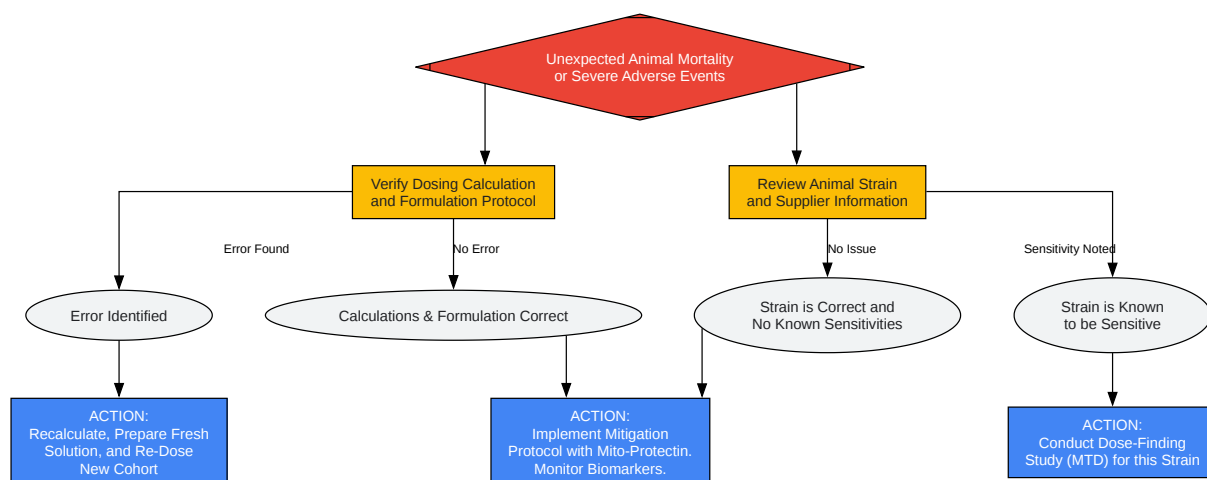 Unexpected Animal Mortality
or Severe Adverse Events
Verify Dosing Calculation
and Formulation Protocol
Review Animal Strain
and Supplier Information
Error Found
No Error
No Issue
Sensitivity Noted
Error Identified
Calculations & Formulation Correct
Strain is Correct and
No Known Sensitivities
Strain is Known
to be Sensitive
ACTION:
Recalculate, Prepare Fresh
Solution, and Re-Dose
New Cohort
ACTION:
Implement Mitigation
Protocol with Mito-Protectin.
Monitor Biomarkers.
ACTION:
Conduct Dose-Finding
Study (MTD) for this Strain